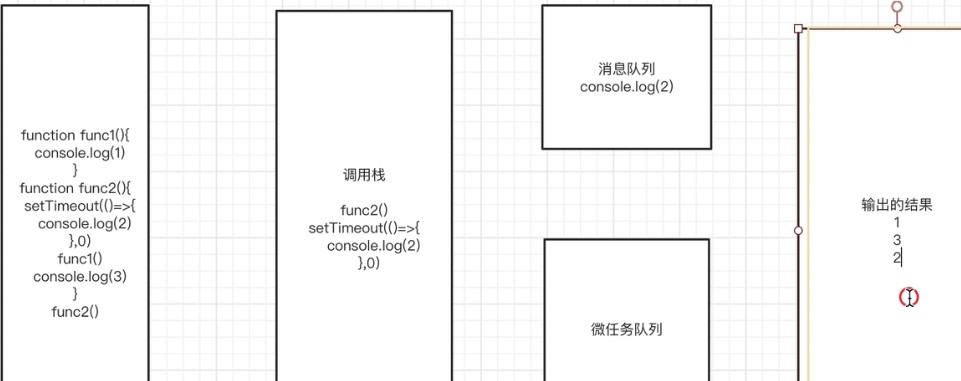 function func1(){
console.log(1)
}
function func2(){
setTimeout(()=>{
console.log(2)
},0)
func1()
console.log(3)
}
func2()
调用栈
func2()
setTimeout(()=>{
console.log(2)
},0)
消息队列
console.log(2)
微任务队列
输出的结果
1
3
2